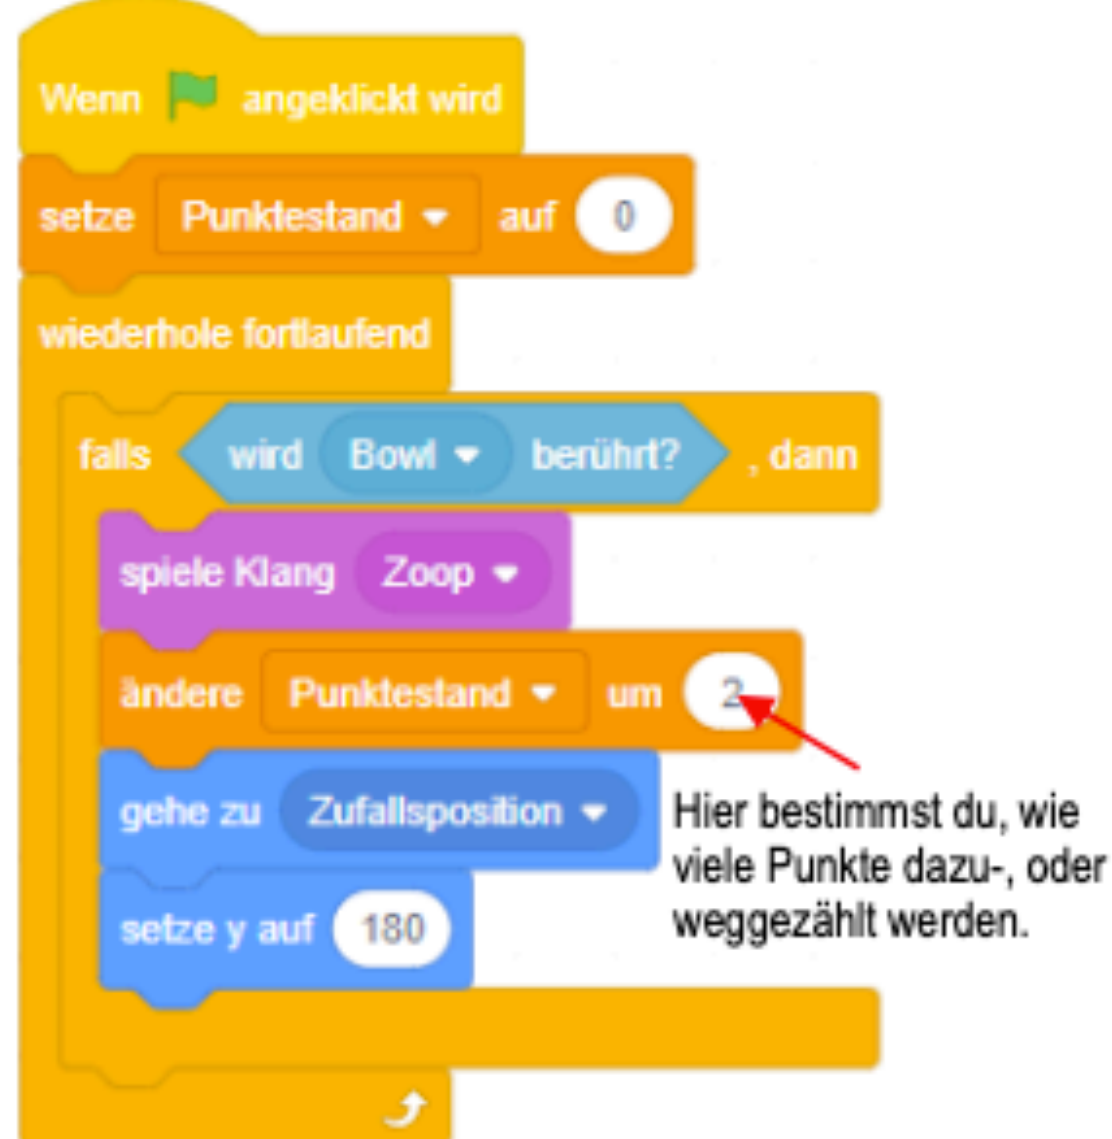 Wenn angeklickt wird
setze Punktestand auf 0
wiederhole fortlaufend
falls wird Bowl berührt? , dann
spiele Klang Zoop
ändere Punktestand um 2
gehe zu Zufallsposition
Hier bestimmst du, wie
viele Punkte dazu-, oder
weggezählt werden.
setze y auf 180